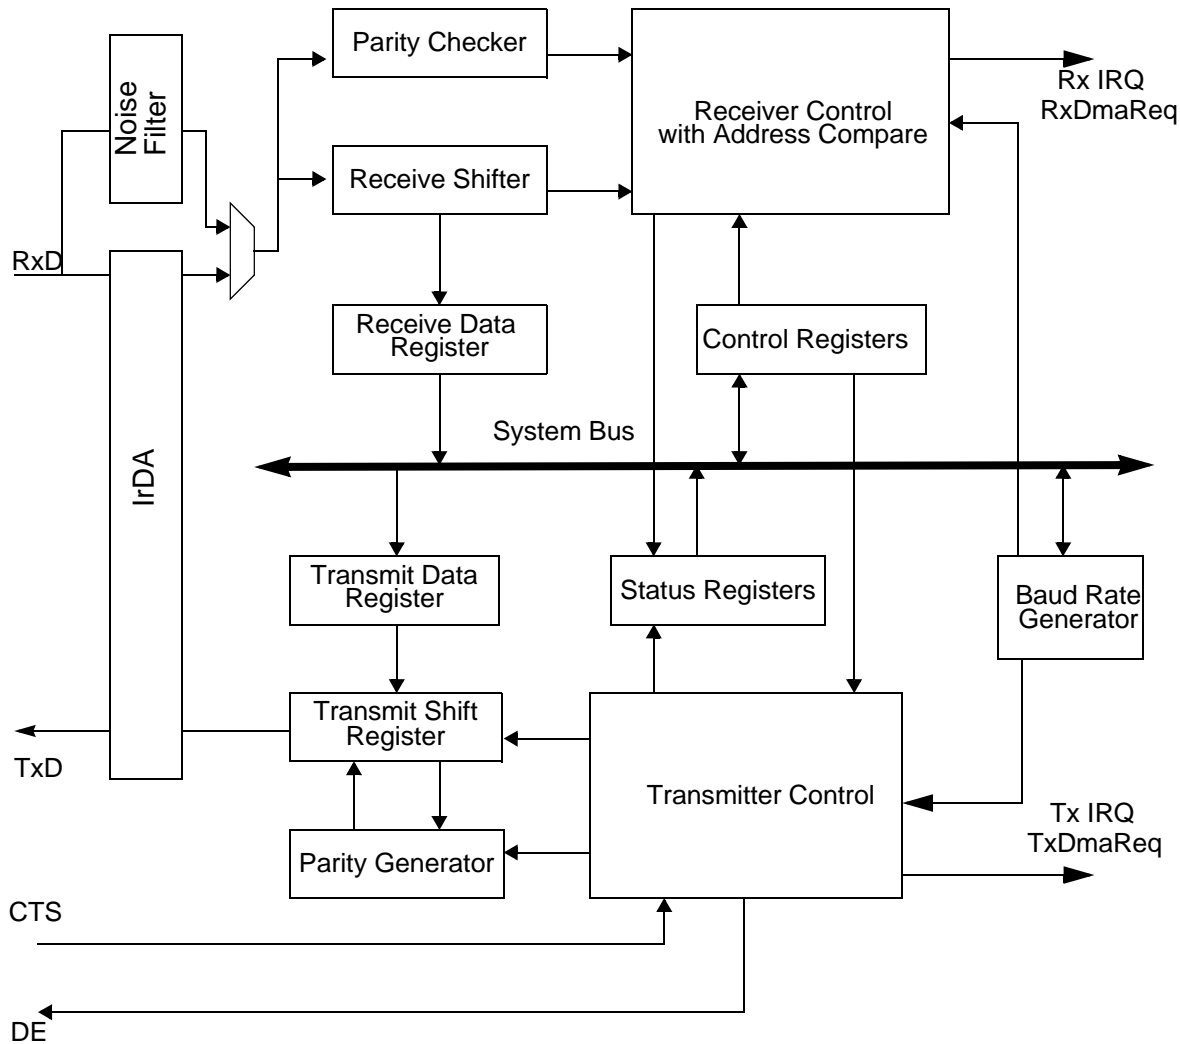 Parity Checker
Noise
Filter
Rx IRQ
RxDmaReq
Receiver Control
with Address Compare
Receive Shifter
RxD
Receive Data
Register
Control Registers
System Bus
IrDA
Transmit Data
Register
Status Registers
Baud Rate
Generator
Transmit Shift
Register
TxD
Transmitter Control
Tx IRQ
TxDmaReq
Parity Generator
CTS
DE